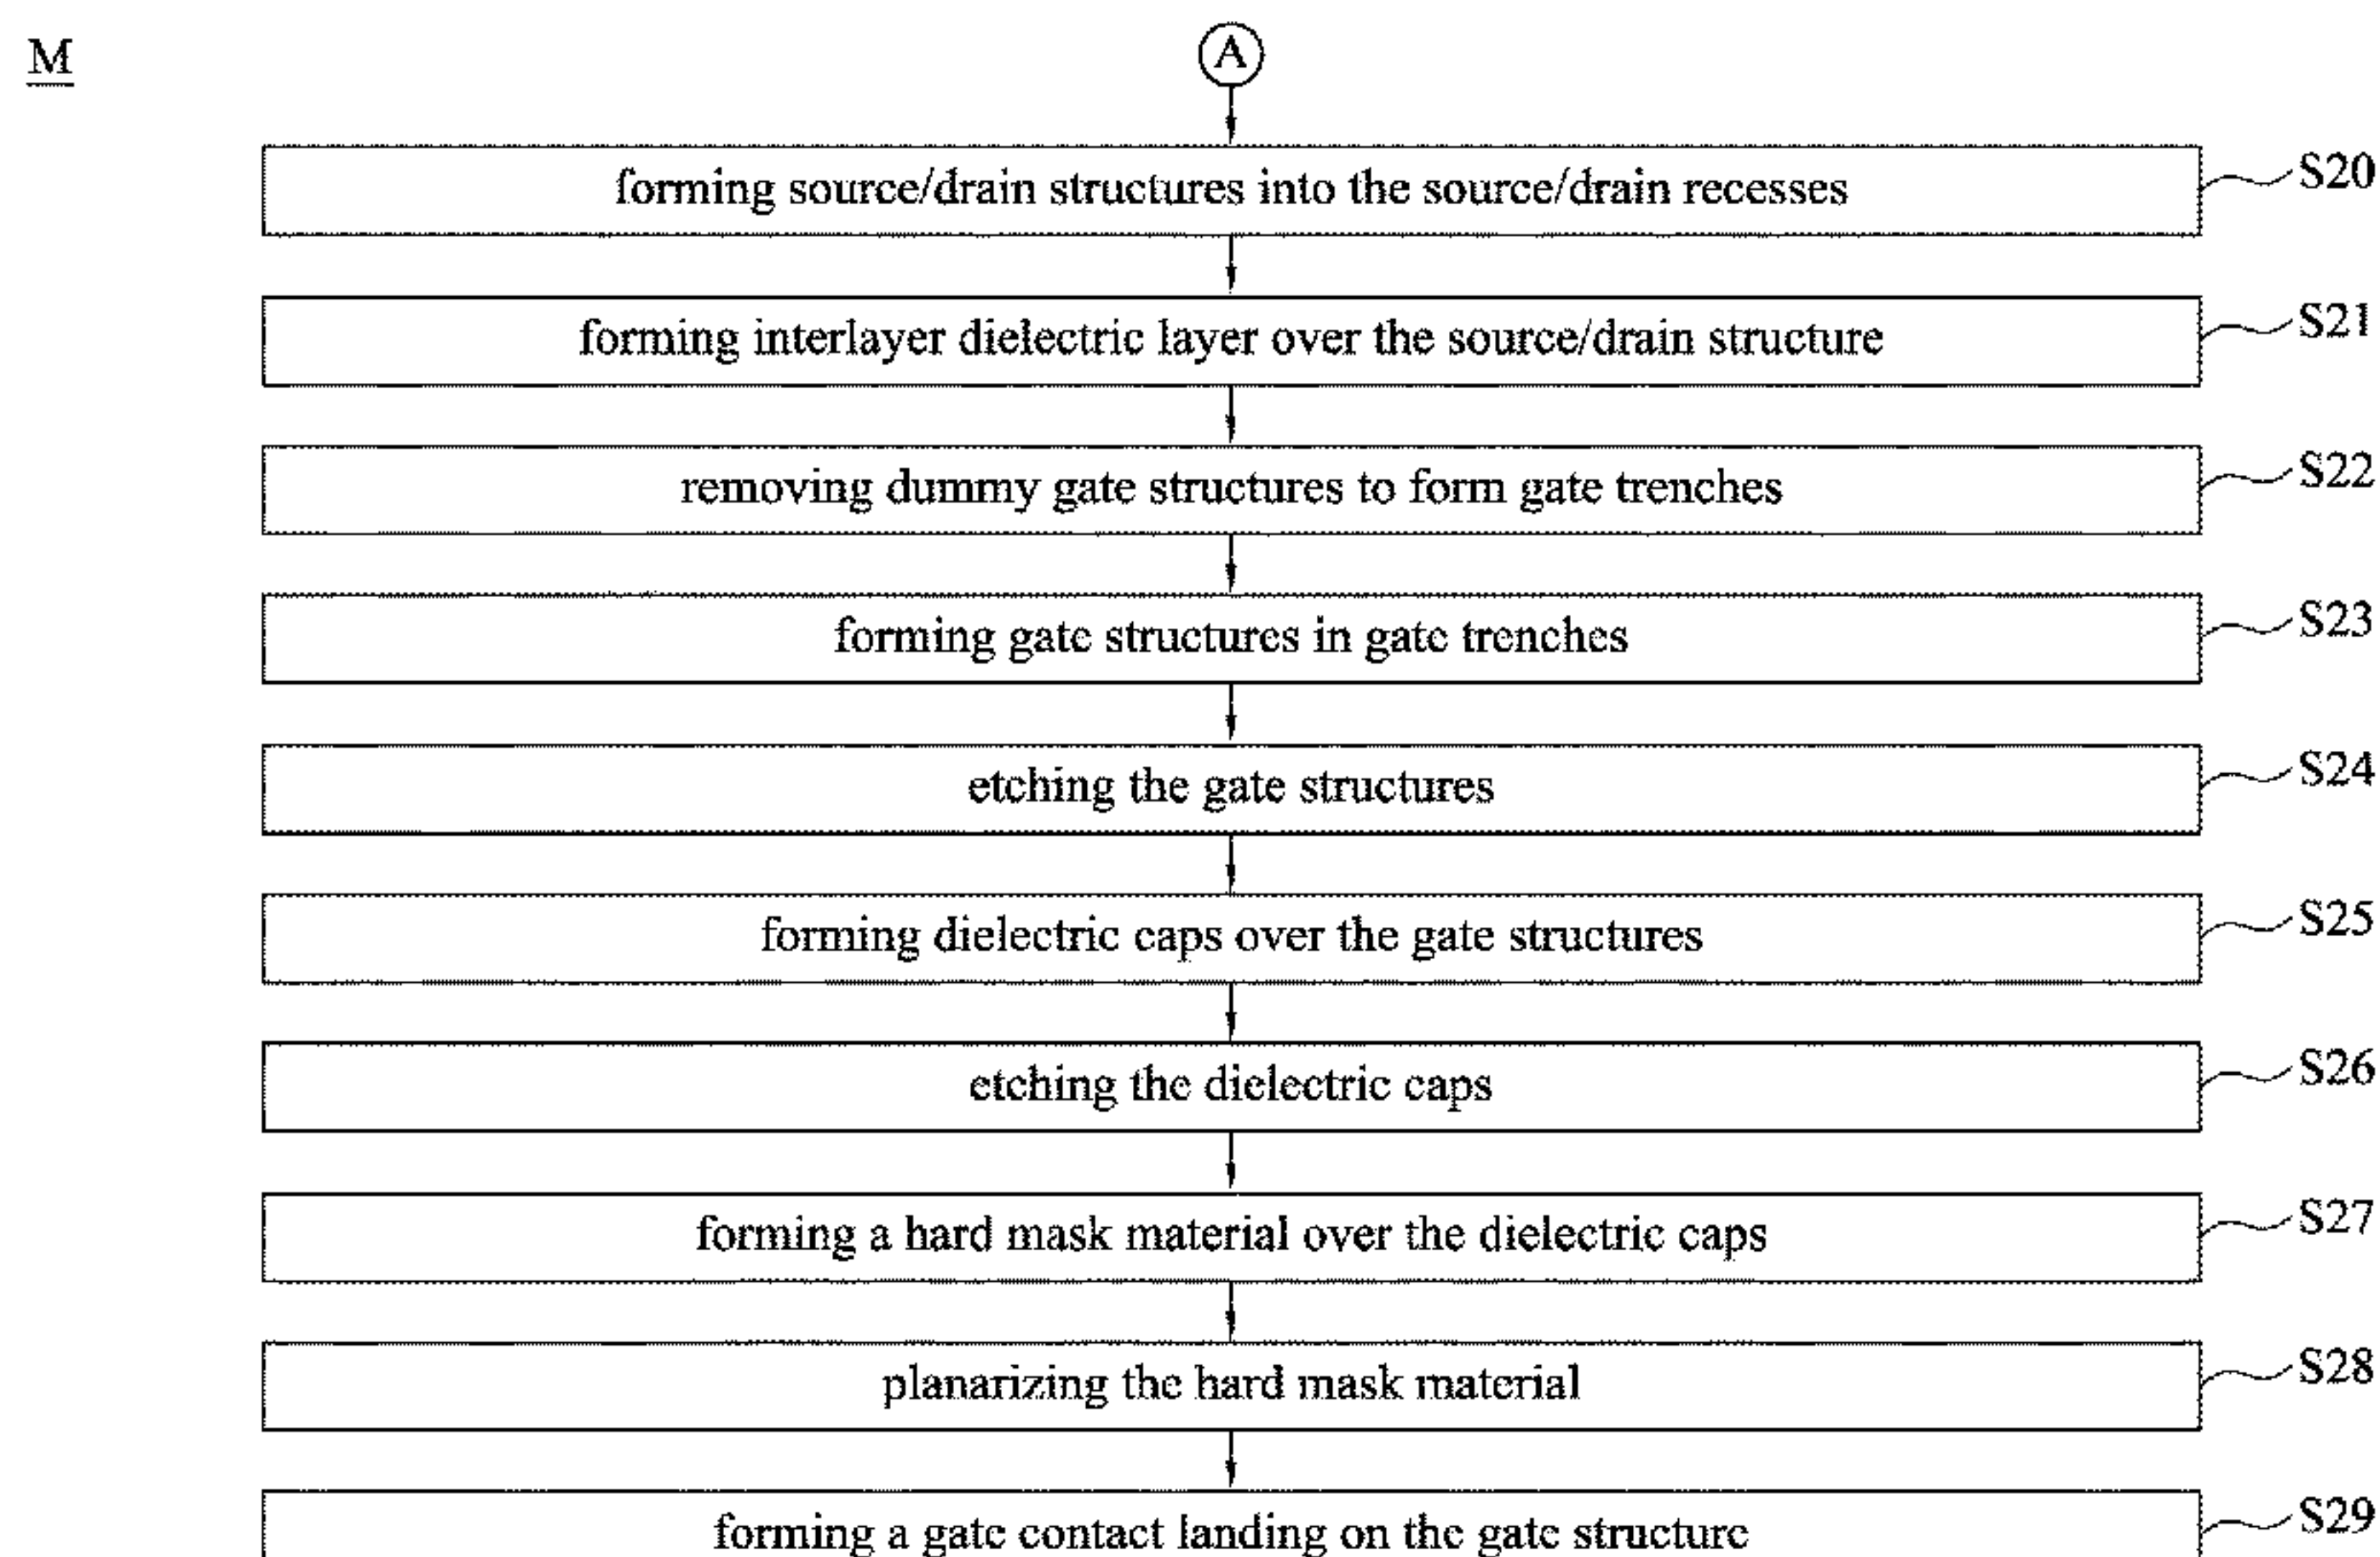 M
A
forming source/drain structures into the source/drain recesses S20
forming interlayer dielectric layer over the source/drain structure S21
removing dummy gate structures to form gate trenches S22
forming gate structures in gate trenches S23
etching the gate structures S24
forming dielectric caps over the gate structures S25
etching the dielectric caps S26
forming a hard mask material over the dielectric caps S27
planarizing the hard mask material S28
forming a gate contact landing on the gate structure S29